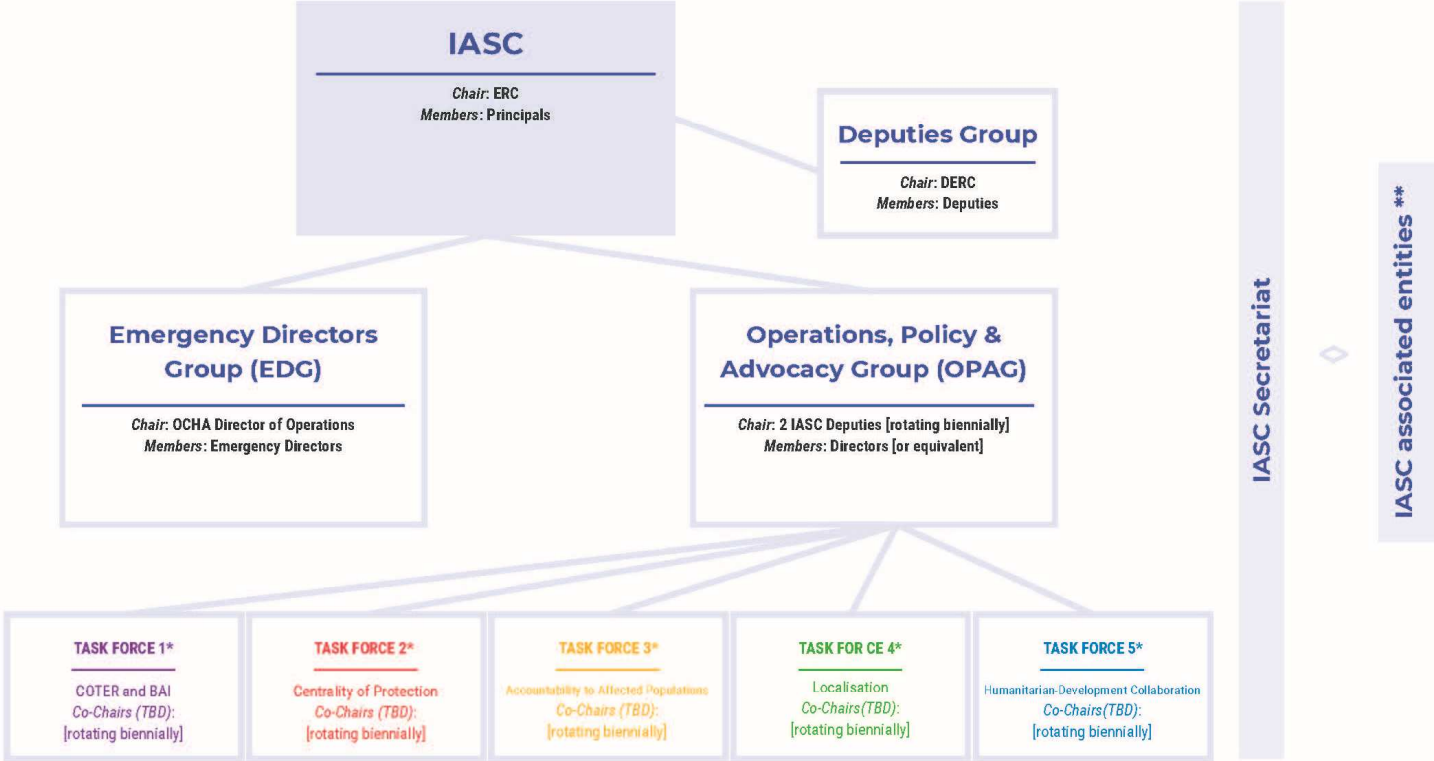 IASC
Chair: ERC
Members: Principals
Deputies Group
Chair: DERC
Members: Deputies
Emergency Directors
Group (EDG)
Chair: OCHA Director of Operations
Members: Emergency Directors
Operations, Policy &
Advocacy Group (OPAG)
Chair: 2 IASC Deputies [rotating biennially]
Members: Directors [or equivalent]
TASK FORCE 1*
COTER and BAI
Co-Chairs (TBD):
[rotating biennially]
TASK FORCE 2*
Centrality of Protection
Co-Chairs (TBD):
[rotating biennially]
TASK FORCE 3*
Accountability to Affected Populations
Co-Chairs (TBD):
[rotating biennially]
TASK FOR CE 4*
Localisation
Co-Chairs(TBD):
[rotating biennially]
TASK FORCE 5*
Humanitarian-Development Collaboration
Co-Chairs(TBD):
[rotating biennially]
IASC Secretariat
IASC associated entities **